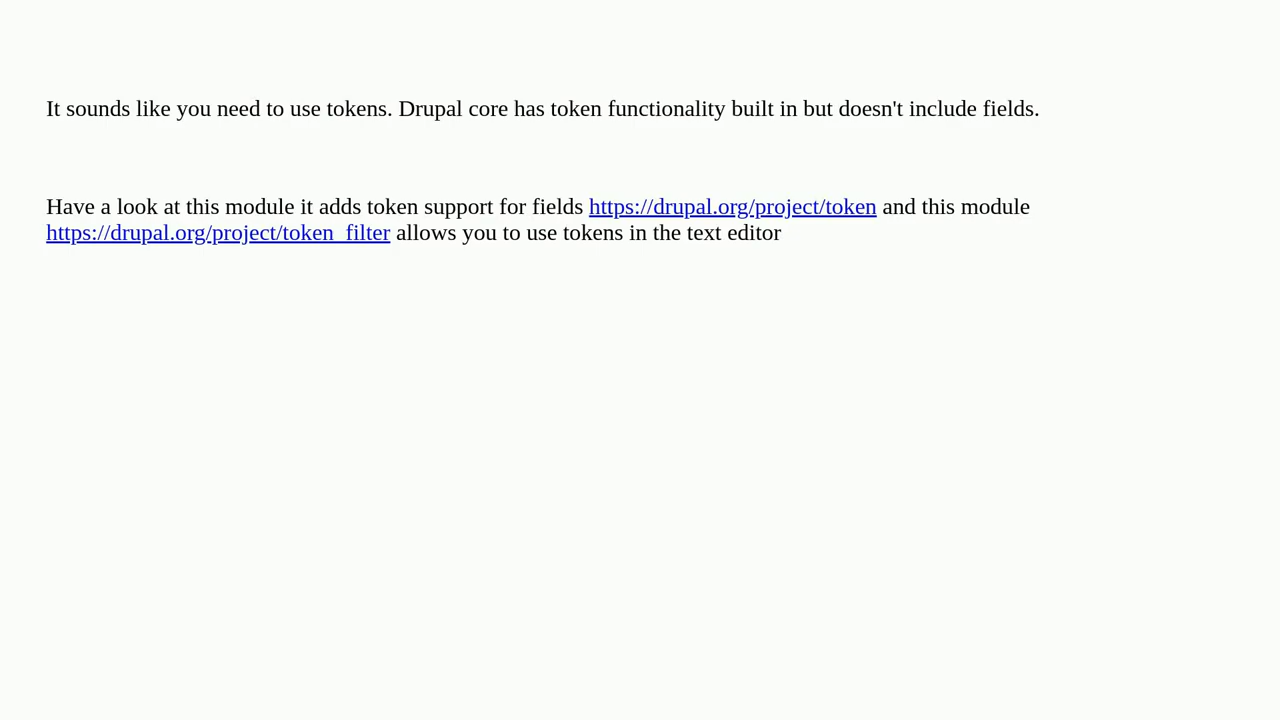 It sounds like you need to use tokens. Drupal core has token functionality built in but doesn't include fields.
Have a look at this module it adds token support for fields https://drupal.org/project/token and this module
https://drupal.org/project/token_filter allows you to use tokens in the text editor